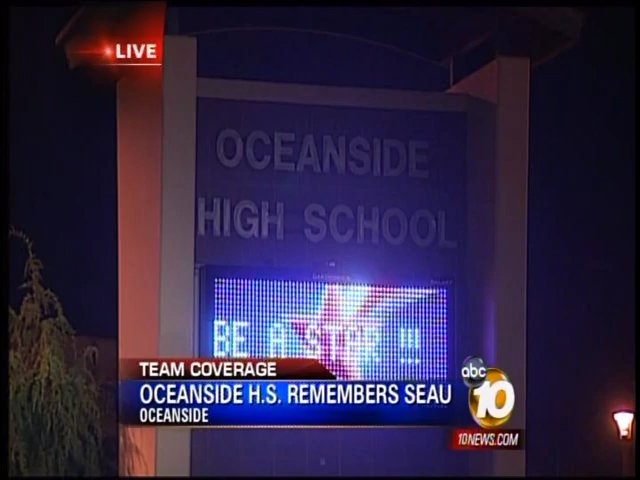 LIVE
OCEANSIDE
HIGH SCHOOL
BE A STAR !!!
TEAM COVERAGE
OCEANSIDE H.S. REMEMBERS SEAU
OCEANSIDE
abc
10
10NEWS.COM